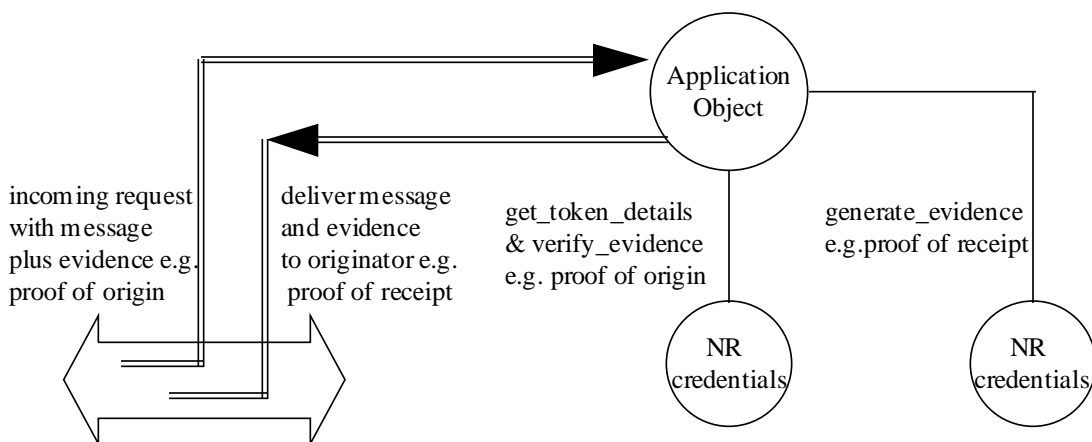 Application
Object
incoming request
with message
plus evidence e.g.
proof of origin
deliver message
and evidence
to originator e.g.
proof of receipt
get_token_details
& verify_evidence
e.g. proof of origin
generate_evidence
e.g.proof of receipt
NR
credentials
NR
credentials